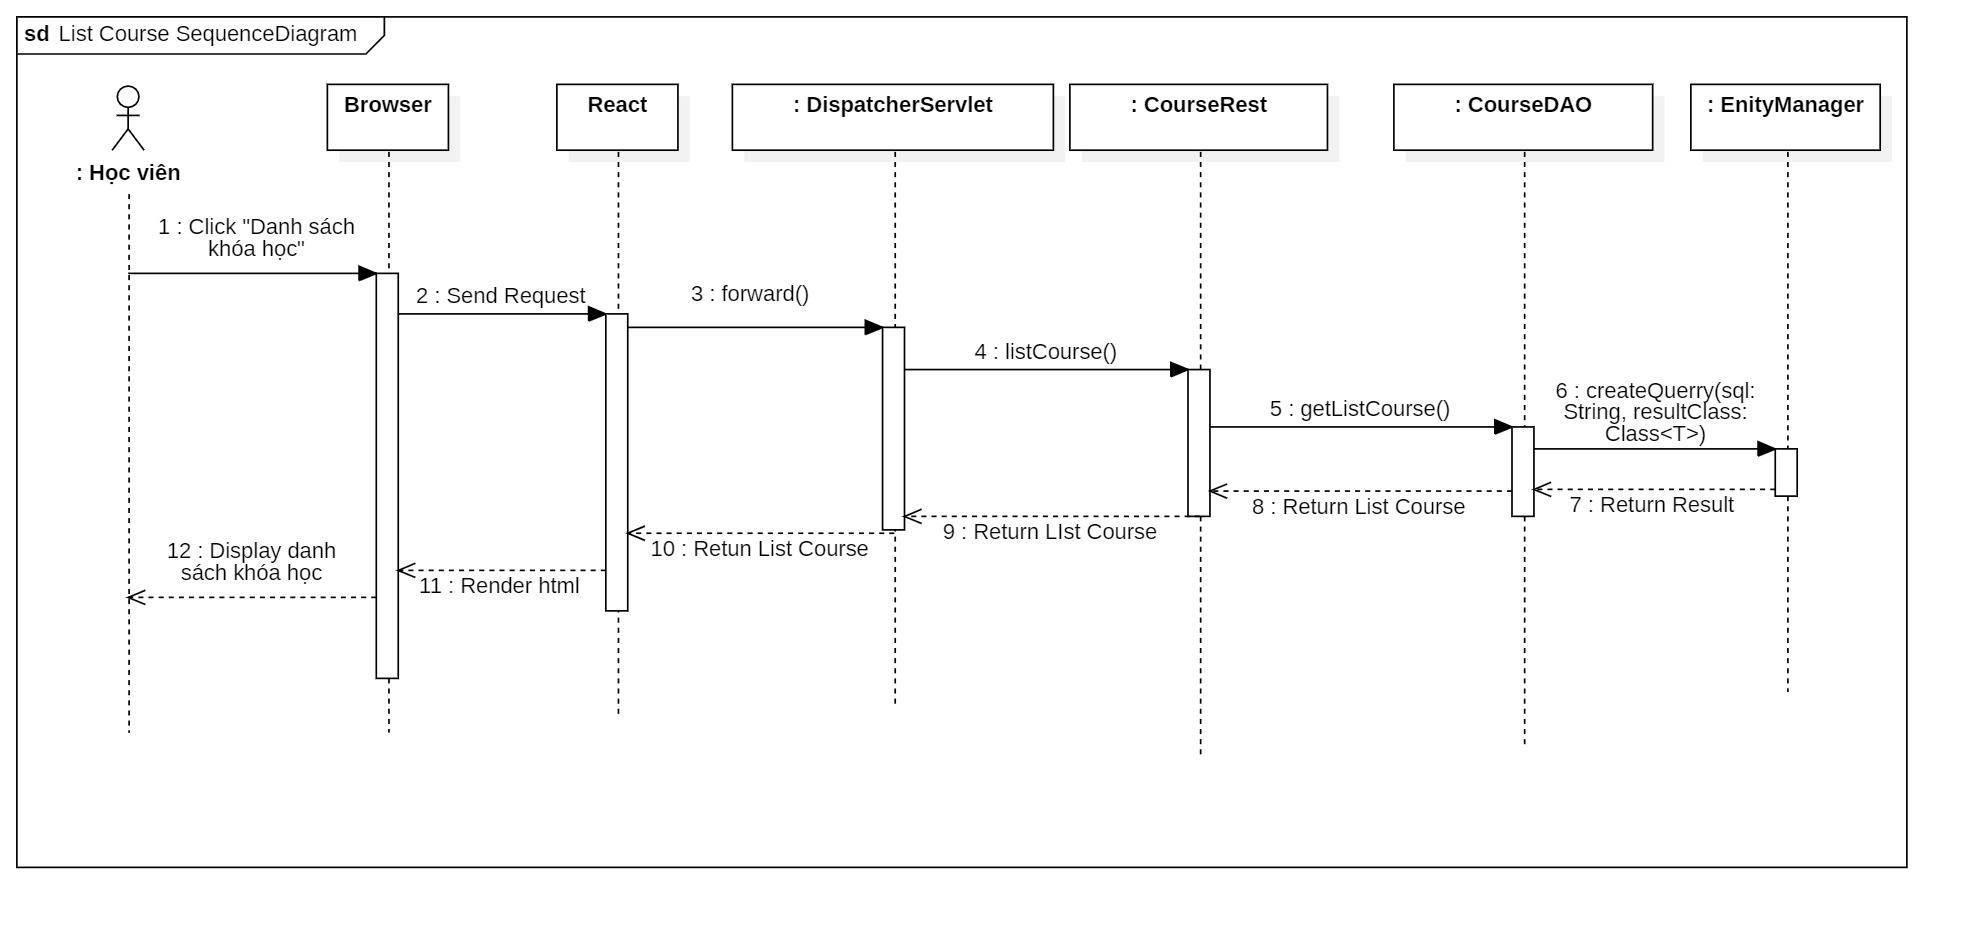 sd List Course SequenceDiagram
Browser
React
: DispatcherServlet
: CourseRest
: CourseDAO
: EnityManager
: Học viên
1 : Click "Danh sách
khóa học"
2 : Send Request
3 : forward()
4 : listCourse()
5 : getListCourse()
6 : createQuerry(sql:
String, resultClass:
Class<T>)
7 : Return Result
8 : Return List Course
9 : Return LIst Course
10 : Retun List Course
11 : Render html
12 : Display danh
sách khóa học